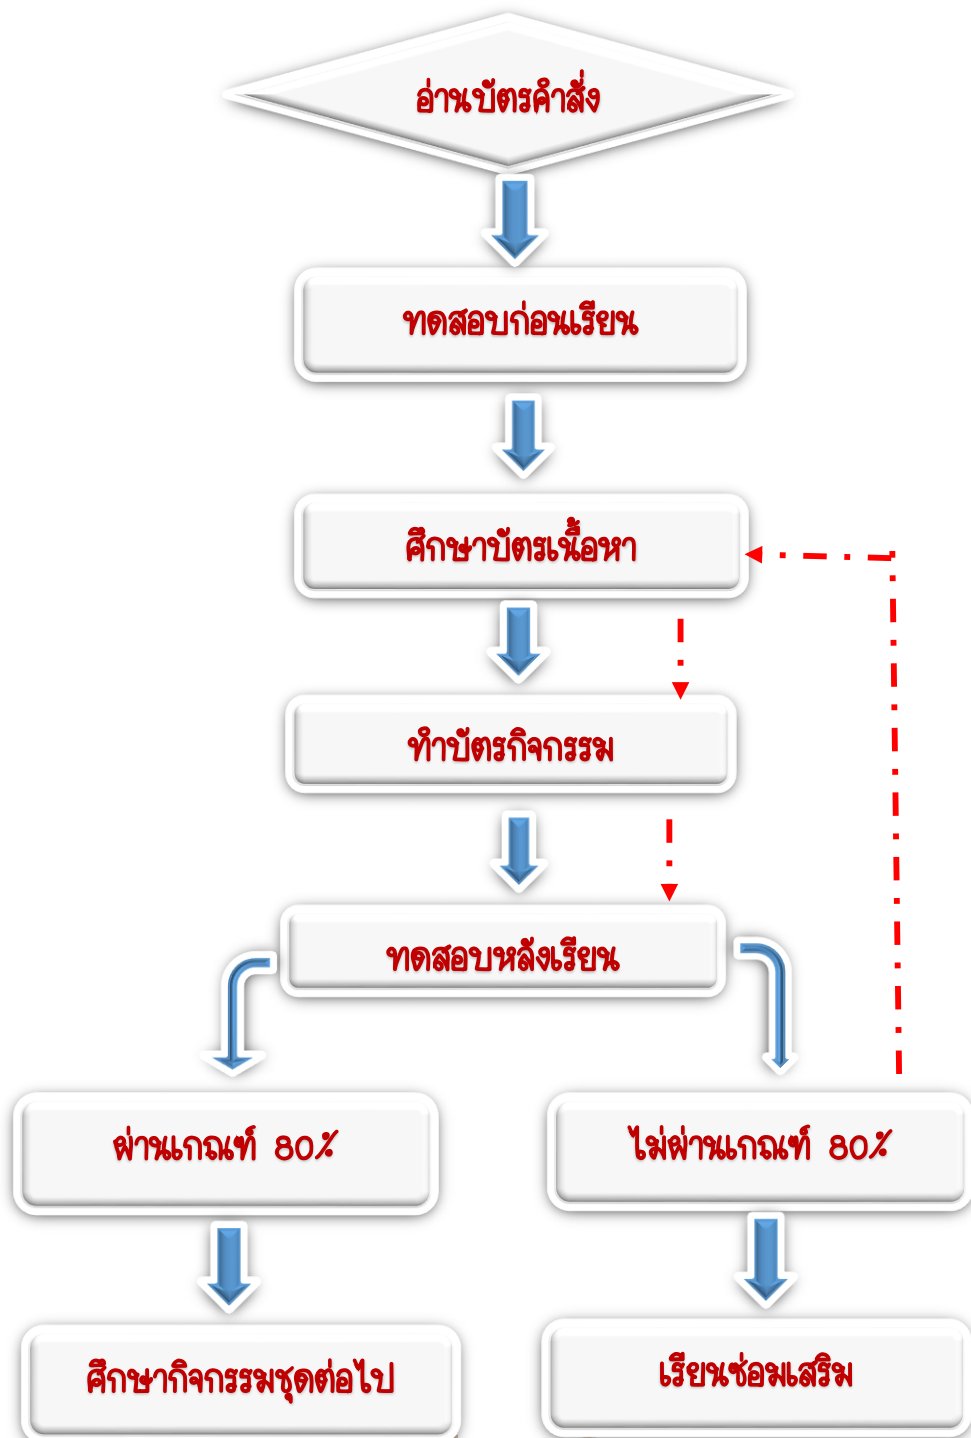 อ่านบัตรคำสั่ง
ทดสอบก่อนเรียน
ศึกษาบัตรเนื้อหา
ทำบัตรกิจกรรม
ทดสอบหลังเรียน
ผ่านเกณฑ์ 80%
ไม่ผ่านเกณฑ์ 80%
ศึกษากิจกรรมชุดต่อไป
เรียนซ่อมเสริม